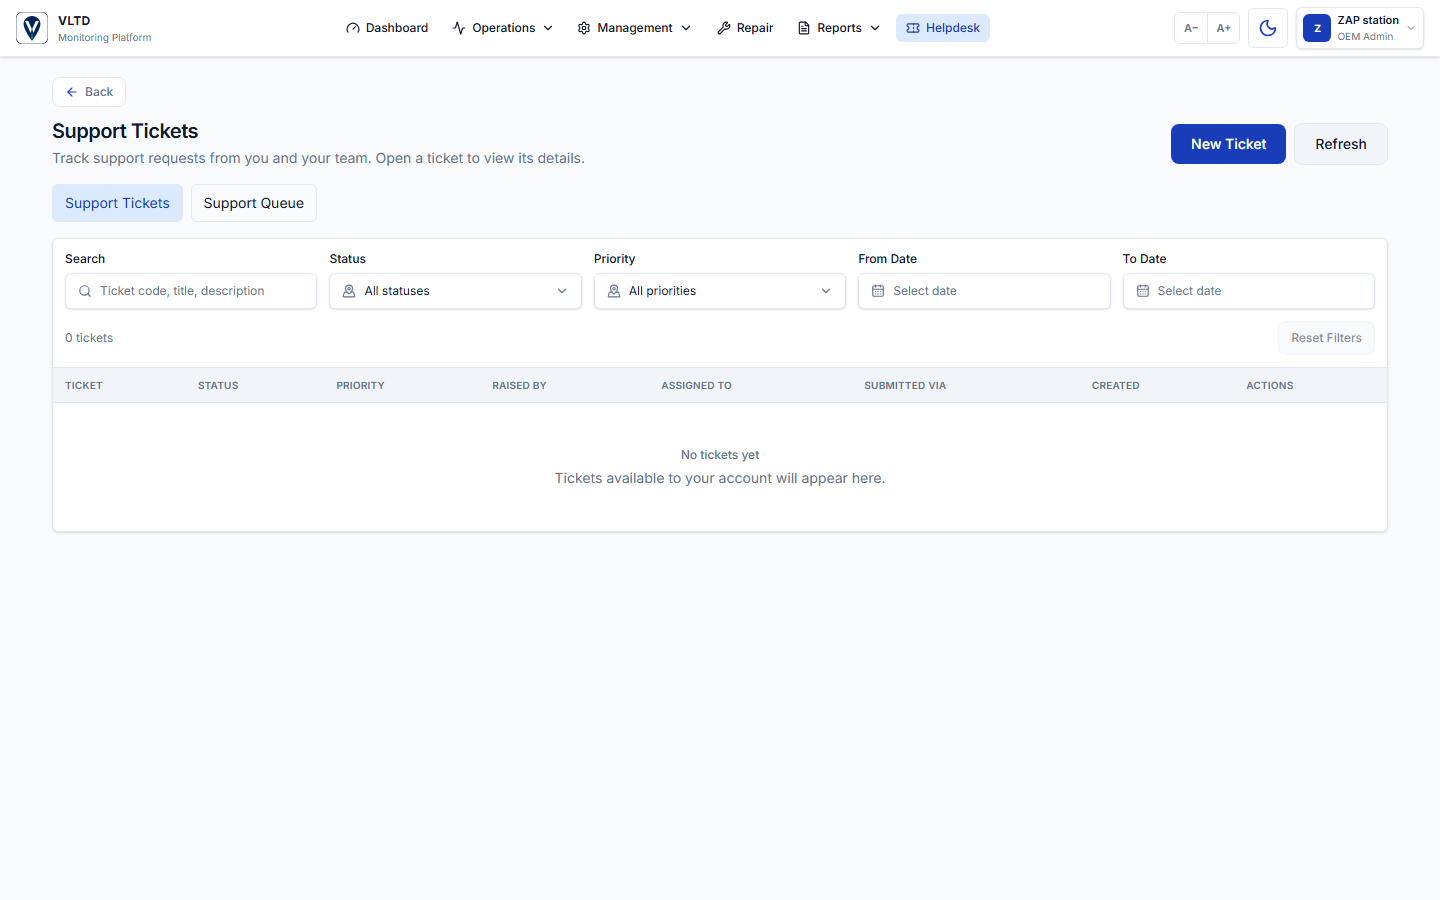 VLTD
Monitoring Platform
Dashboard
Operations
Management
Repair
Reports
Helpdesk
A−
A+
Z
ZAP station
OEM Admin
Back
Support Tickets
Track support requests from you and your team. Open a ticket to view its details.
New Ticket
Refresh
Support Tickets
Support Queue
Search
Status
Priority
From Date
To Date
Ticket code, title, description
All statuses
All priorities
Select date
Select date
0 tickets
Reset Filters
TICKET STATUS PRIORITY RAISED BY ASSIGNED TO SUBMITTED VIA CREATED ACTIONS
No tickets yet
Tickets available to your account will appear here.